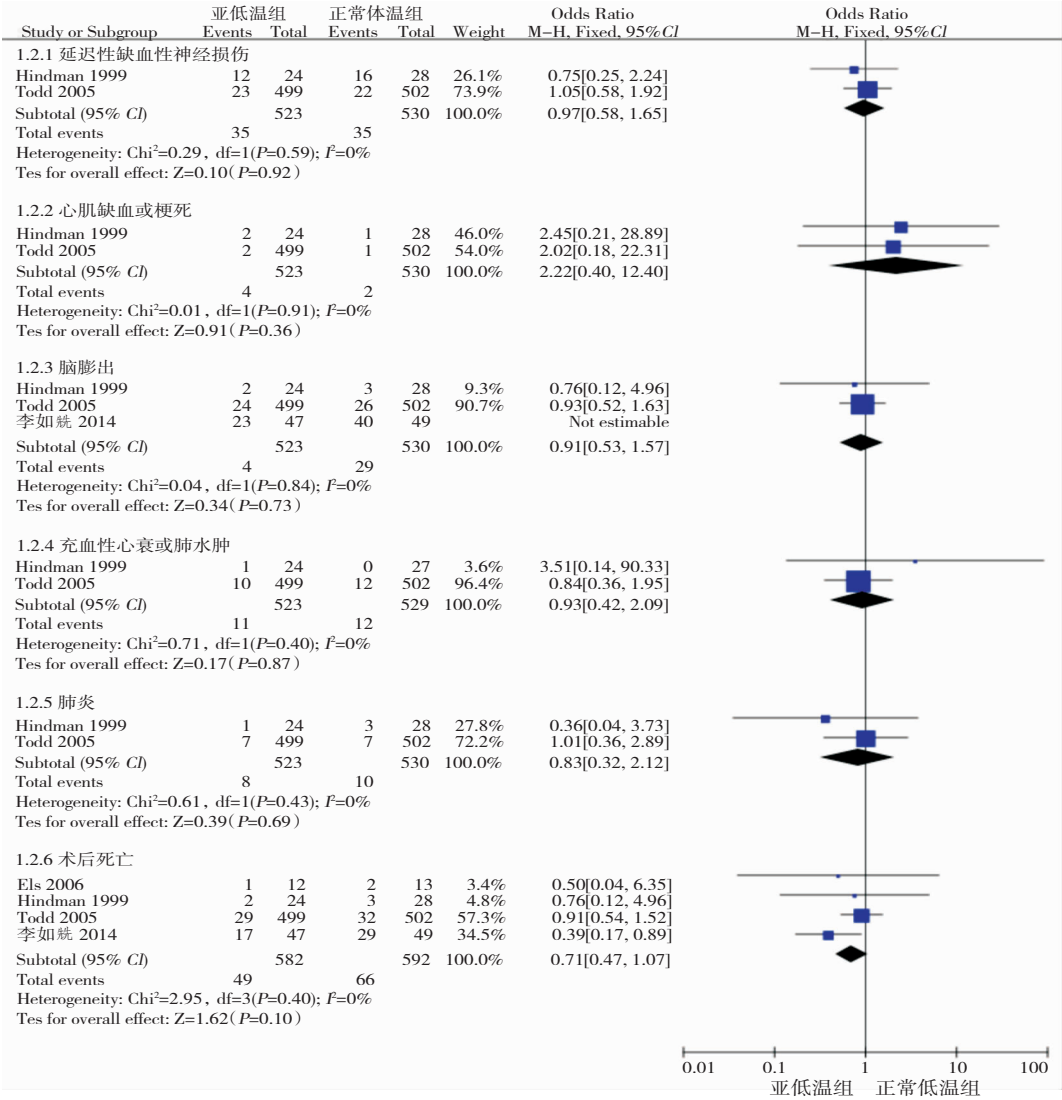 亚低温组 正常体温组 Odds Ratio Odds Ratio
Study or Subgroup Events Total Events Total Weight M-H, Fixed, 95%CI M-H, Fixed, 95%CI
1.2.1 延迟性缺血性神经损伤
Hindman 1999 12 24 16 28 26.1% 0.75[0.25, 2.24]
Todd 2005 23 499 22 502 73.9% 1.05[0.58, 1.92]
Subtotal (95% CI) 523 530 100.0% 0.97[0.58, 1.65]
Total events 35 35
Heterogeneity: Chi²=0.29, df=1(P=0.59); I²=0%
Tes for overall effect: Z=0.10(P=0.92)
1.2.2 心肌缺血或梗死
Hindman 1999 2 24 1 28 46.0% 2.45[0.21, 28.89]
Todd 2005 2 499 1 502 54.0% 2.02[0.18, 22.31]
Subtotal (95% CI) 523 530 100.0% 2.22[0.40, 12.40]
Total events 4 2
Heterogeneity: Chi²=0.01, df=1(P=0.91); I²=0%
Tes for overall effect: Z=0.91(P=0.36)
1.2.3 脑膨出
Hindman 1999 2 24 3 28 9.3% 0.76[0.12, 4.96]
Todd 2005 24 499 26 502 90.7% 0.93[0.52, 1.63]
李如 2014 23 47 40 49 Not estimable
Subtotal (95% CI) 523 530 100.0% 0.91[0.53, 1.57]
Total events 4 29
Heterogeneity: Chi²=0.04, df=1(P=0.84); I²=0%
Tes for overall effect: Z=0.34(P=0.73)
1.2.4 充血性心衰或肺水肿
Hindman 1999 1 24 0 27 3.6% 3.51[0.14, 90.33]
Todd 2005 10 499 12 502 96.4% 0.84[0.36, 1.95]
Subtotal (95% CI) 523 529 100.0% 0.93[0.42, 2.09]
Total events 11 12
Heterogeneity: Chi²=0.71, df=1(P=0.40); I²=0%
Tes for overall effect: Z=0.17(P=0.87)
1.2.5 肺炎
Hindman 1999 1 24 3 28 27.8% 0.36[0.04, 3.73]
Todd 2005 7 499 7 502 72.2% 1.01[0.36, 2.89]
Subtotal (95% CI) 523 530 100.0% 0.83[0.32, 2.12]
Total events 8 10
Heterogeneity: Chi²=0.61, df=1(P=0.43); I²=0%
Tes for overall effect: Z=0.39(P=0.69)
1.2.6 术后死亡
Els 2006 1 12 2 13 3.4% 0.50[0.04, 6.35]
Hindman 1999 2 24 3 28 4.8% 0.76[0.12, 4.96]
Todd 2005 29 499 32 502 57.3% 0.91[0.54, 1.52]
李如 2014 17 47 29 49 34.5% 0.39[0.17, 0.89]
Subtotal (95% CI) 582 592 100.0% 0.71[0.47, 1.07]
Total events 49 66
Heterogeneity: Chi²=2.95, df=3(P=0.40); I²=0%
Tes for overall effect: Z=1.62(P=0.10)
0.01 0.1 1 10 100
亚低温组 正常低温组